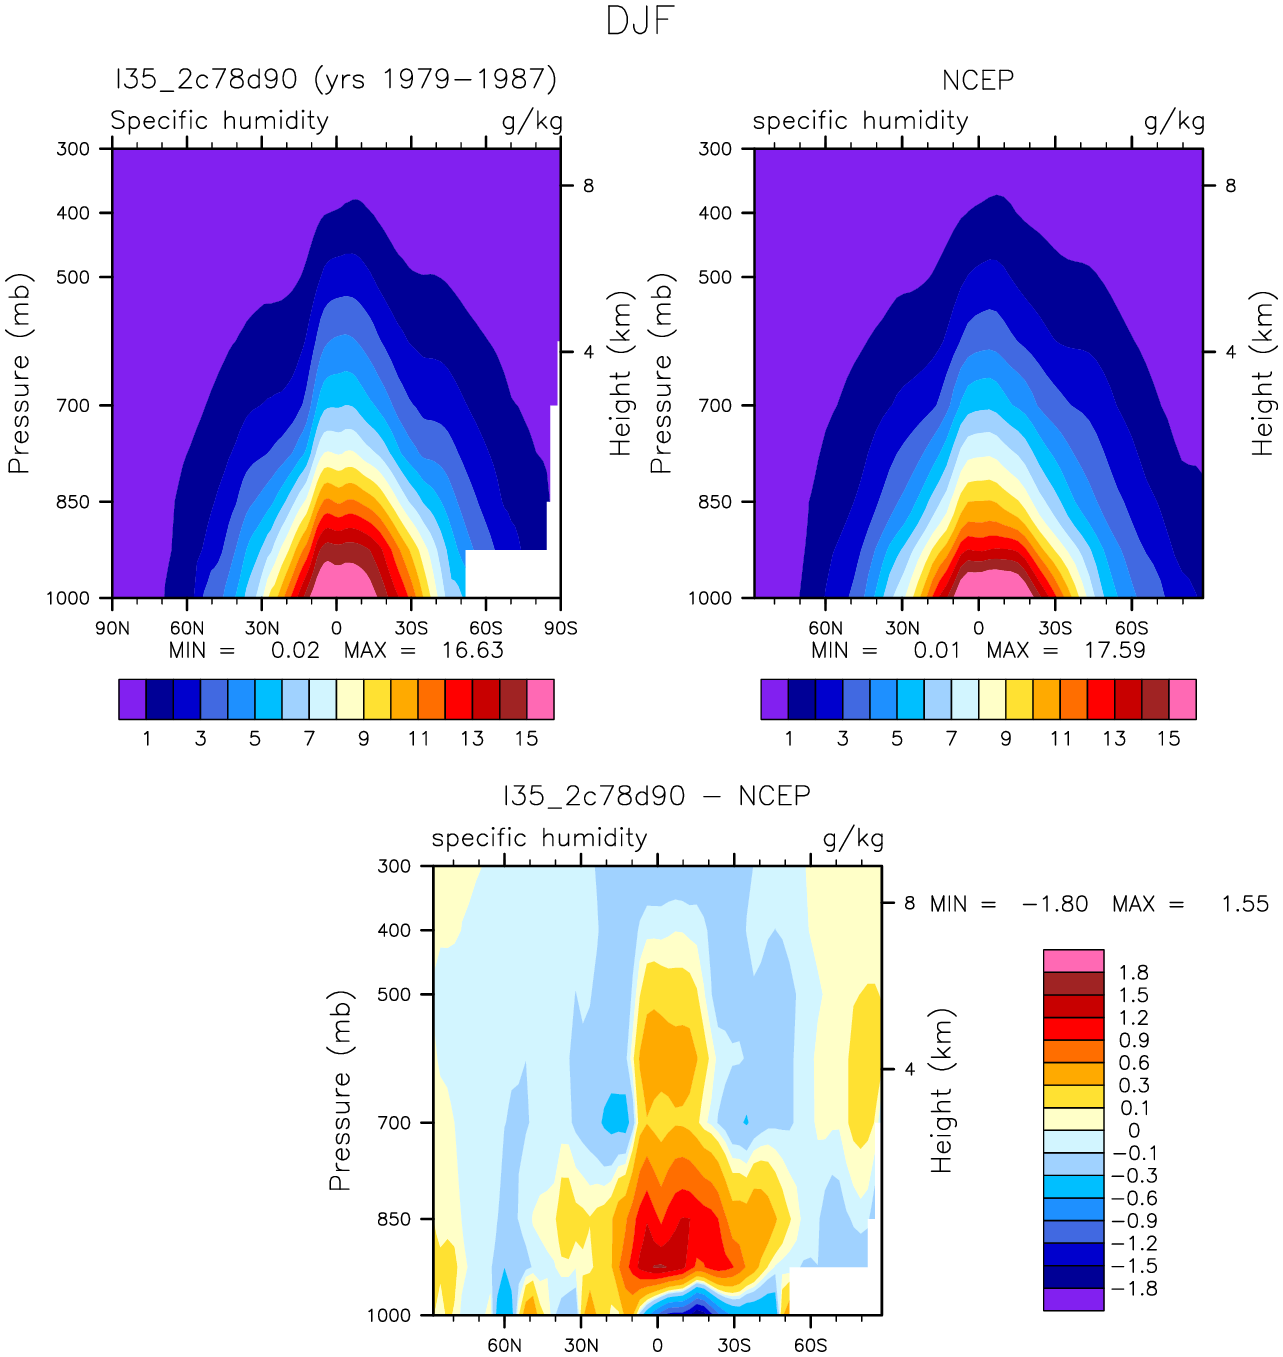 DJF
I35_2c78d90 (yrs 1979−1987)
Specific humidity g/kg
300
400
500
700
850
1000
Pressure (mb)
8
4
Height (km)
90N 60N 30N 0 30S 60S 90S
MIN = 0.02 MAX = 16.63
1 3 5 7 9 11 13 15
NCEP
specific humidity g/kg
300
400
500
700
850
1000
Pressure (mb)
8
4
Height (km)
60N 30N 0 30S 60S
MIN = 0.01 MAX = 17.59
1 3 5 7 9 11 13 15
I35_2c78d90 − NCEP
specific humidity g/kg
300
400
500
700
850
1000
Pressure (mb)
8
4
Height (km)
60N 30N 0 30S 60S
MIN = −1.80 MAX = 1.55
1.8
1.5
1.2
0.9
0.6
0.3
0.1
0
−0.1
−0.3
−0.6
−0.9
−1.2
−1.5
−1.8